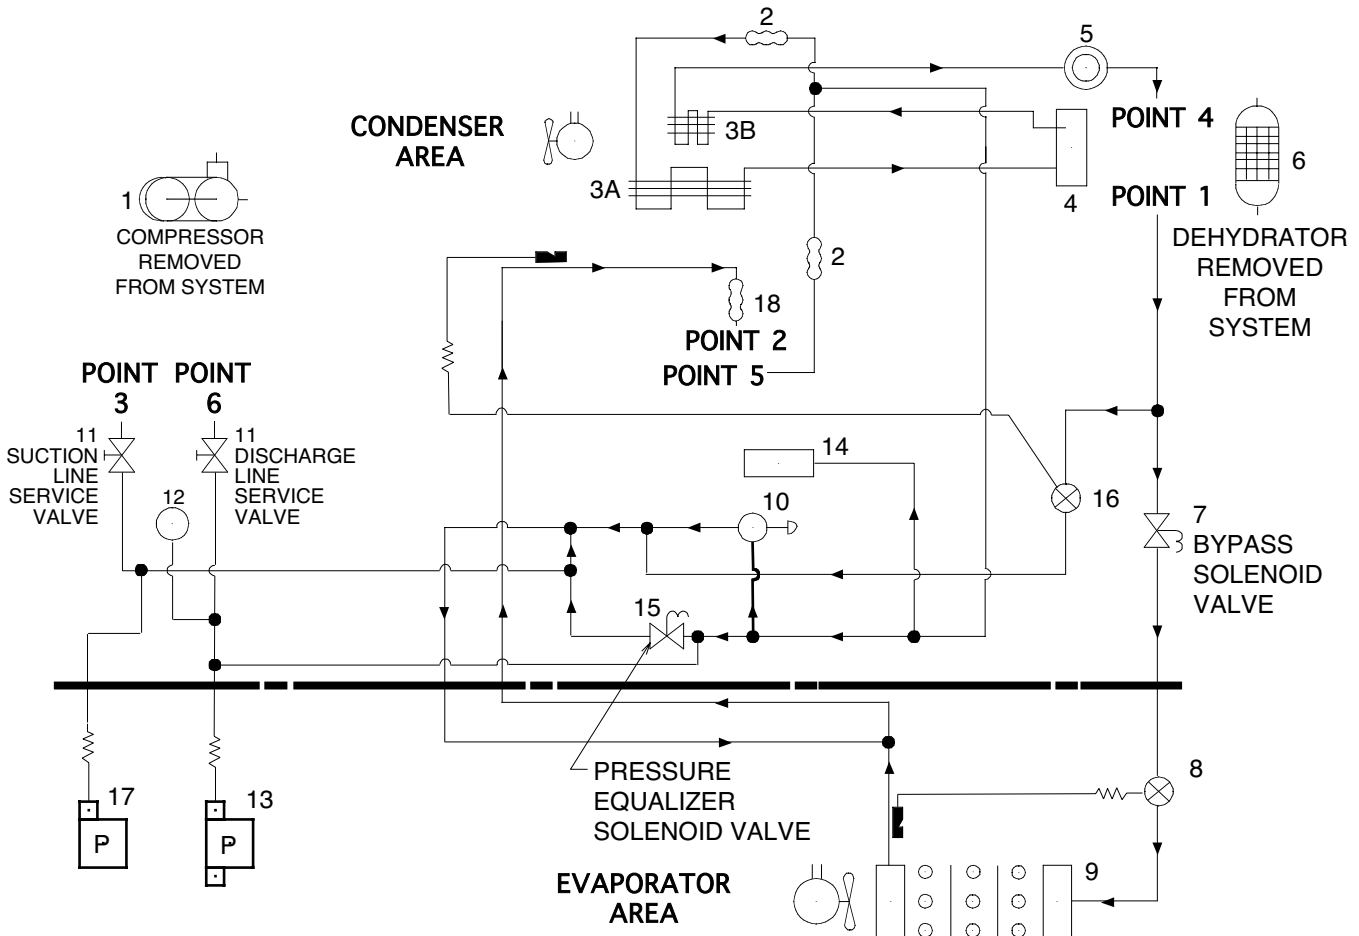 2
5
CONDENSER
AREA
3B
POINT 4
6
1
3A
4
POINT 1
COMPRESSOR
REMOVED
FROM SYSTEM
2
DEHYDRATOR
REMOVED
FROM
SYSTEM
18
POINT 2
POINT 5
POINT
3
POINT
6
11
SUCTION
LINE
SERVICE
VALVE
11
DISCHARGE
LINE
SERVICE
VALVE
12
14
10
16
7
BYPASS
SOLENOID
VALVE
15
PRESSURE
EQUALIZER
SOLENOID VALVE
8
17
P
13
P
9
EVAPORATOR
AREA